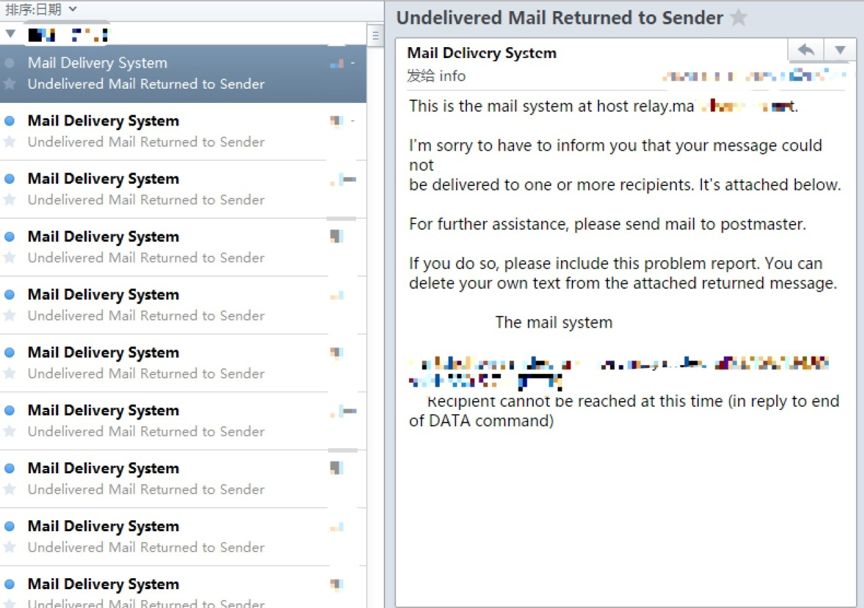 排序:日期
Mail Delivery System
Undelivered Mail Returned to Sender
Mail Delivery System
Undelivered Mail Returned to Sender
Mail Delivery System
Undelivered Mail Returned to Sender
Mail Delivery System
Undelivered Mail Returned to Sender
Mail Delivery System
Undelivered Mail Returned to Sender
Mail Delivery System
Undelivered Mail Returned to Sender
Mail Delivery System
Undelivered Mail Returned to Sender
Mail Delivery System
Undelivered Mail Returned to Sender
Mail Delivery System
Undelivered Mail Returned to Sender
Mail Delivery System
Undelivered Mail Returned to Sender
Undelivered Mail Returned to Sender
Mail Delivery System
发给 info
This is the mail system at host relay.ma t.
I'm sorry to have to inform you that your message could
not
be delivered to one or more recipients. It's attached below.
For further assistance, please send mail to postmaster.
If you do so, please include this problem report. You can
delete your own text from the attached returned message.
The mail system
Recipient cannot be reached at this time (in reply to end
of DATA command)